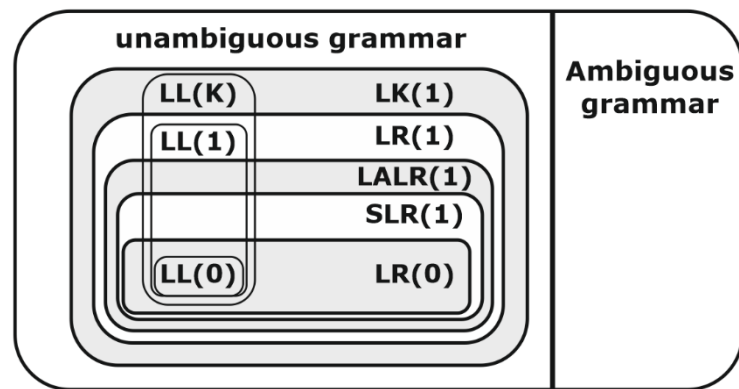 unambiguous grammar
Ambiguous
grammar
LL(K) LK(1)
LL(1) LR(1)
LALR(1)
SLR(1)
LL(0) LR(0)